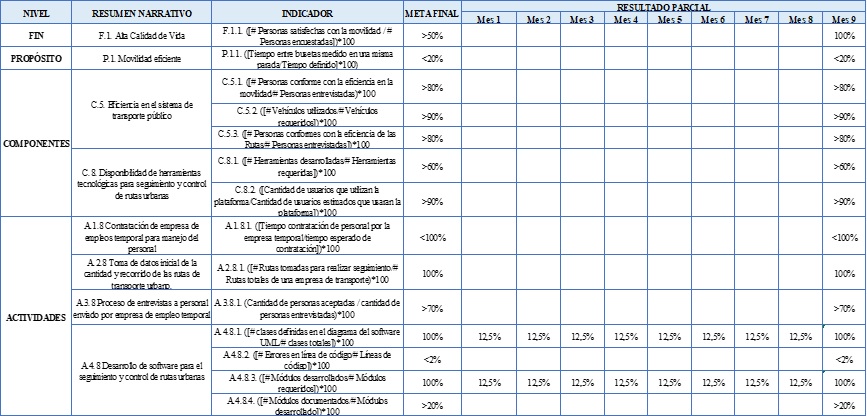 NIVEL RESUMEN NARRATIVO INDICADOR META FINAL RESULTADO PARCIAL
Mes 1 Mes 2 Mes 3 Mes 4 Mes 5 Mes 6 Mes 7 Mes 8 Mes 9
FIN F.1. Alta Calidad de Vida F.1.1. ([# Personas satisfechas con la movilidad / #
Personas encuestadas])*100 >50% 100%
PROPÓSITO P.1. Movilidad eficiente P.1.1. ([Tiempo entre busetas medido en una misma
parada/Tiempo definido]*100) <20% <20%
COMPONENTES
C.5. Eficiencia en el sistema de
transporte público
C.5.1. ([# Personas conforme con la eficiencia en la
movilidad/# Personas entrevistadas)*100 >80% >80%
C.5.2. ([# Vehículos utilizados/# Vehículos
requeridos])*100 >90% >90%
C.5.3. ([# Personas conformes con la eficiencia de las
Rutas/# Personas entrevistadas])*100 >80% >80%
C.8. Disponibilidad de herramientas
tecnológicas para seguimiento y control
de rutas urbanas
C.8.1. ([# Herramientas desarrolladas/# Herramientas
requeridas])*100 >60% >60%
C.8.2. ([Cantidad de usuarios que utilizan la
plataforma/Cantidad de usuarios estimados que usaran la
plataforma])*100 >90% >90%
ACTIVIDADES
A.1.8 Contratación de empresa de
empleos temporal para manejo del
personal
A.1.8.1. ([Tiempo contratación de personal por la
empresa temporal/tiempo esperado de
contratación])*100 <100% <100%
A.2.8 Toma de datos inicial de la
cantidad y recorrido de las rutas de
transporte urbano.
A.2.8.1. ([#Rutas tomadas para realizar seguimiento/#
Rutas totales de una empresa de transporte)*100 100% 100%
A.3.8 Proceso de entrevistas a personal
enviado por empresa de empleo temporal
A.3.8.1. (Cantidad de personas aceptadas / cantidad de
personas entrevistadas)*100 >70% >70%
A.4.8 Desarrollo de software para el
seguimiento y control de rutas urbanas
A.4.8.1. ([# clases definidas en el diagrama del software
UML/# clases totales])*100 100% 12,5% 12,5% 12,5% 12,5% 12,5% 12,5% 12,5% 12,5% 100%
A.4.8.2. ([# Errores en línea de código/# Líneas de
código])*100 <2% <2%
A.4.8.3. ([#Módulos desarrollados/# Módulos
requeridos])*100 100% 12,5% 12,5% 12,5% 12,5% 12,5% 12,5% 12,5% 12,5% 100%
A.4.8.4. ([#Módulos documentados/# Módulos
desarrollado])*100 >20% >20%